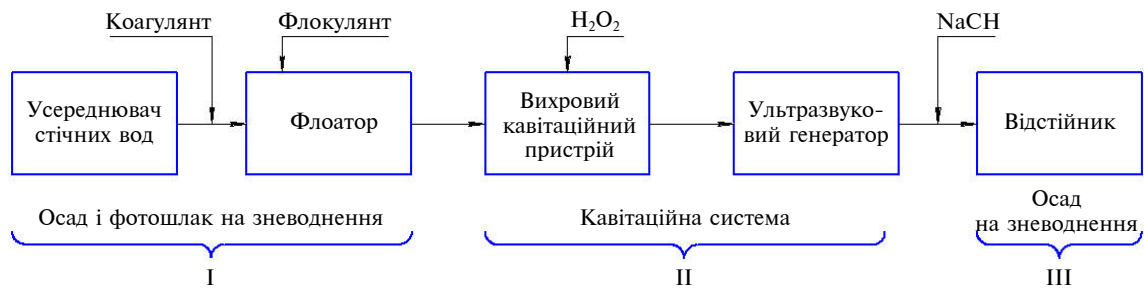 Коагулянт
Флокулянт
H₂O₂
NaCH
Усереднювач
стічних вод
Флоатор
Вихровий
кавітаційний
пристрій
Ультразвуко-
вий генератор
Відстійник
Осад і фотошлак на зневоднення
Кавітаційна система
Осад
на зневоднення
I
II
III